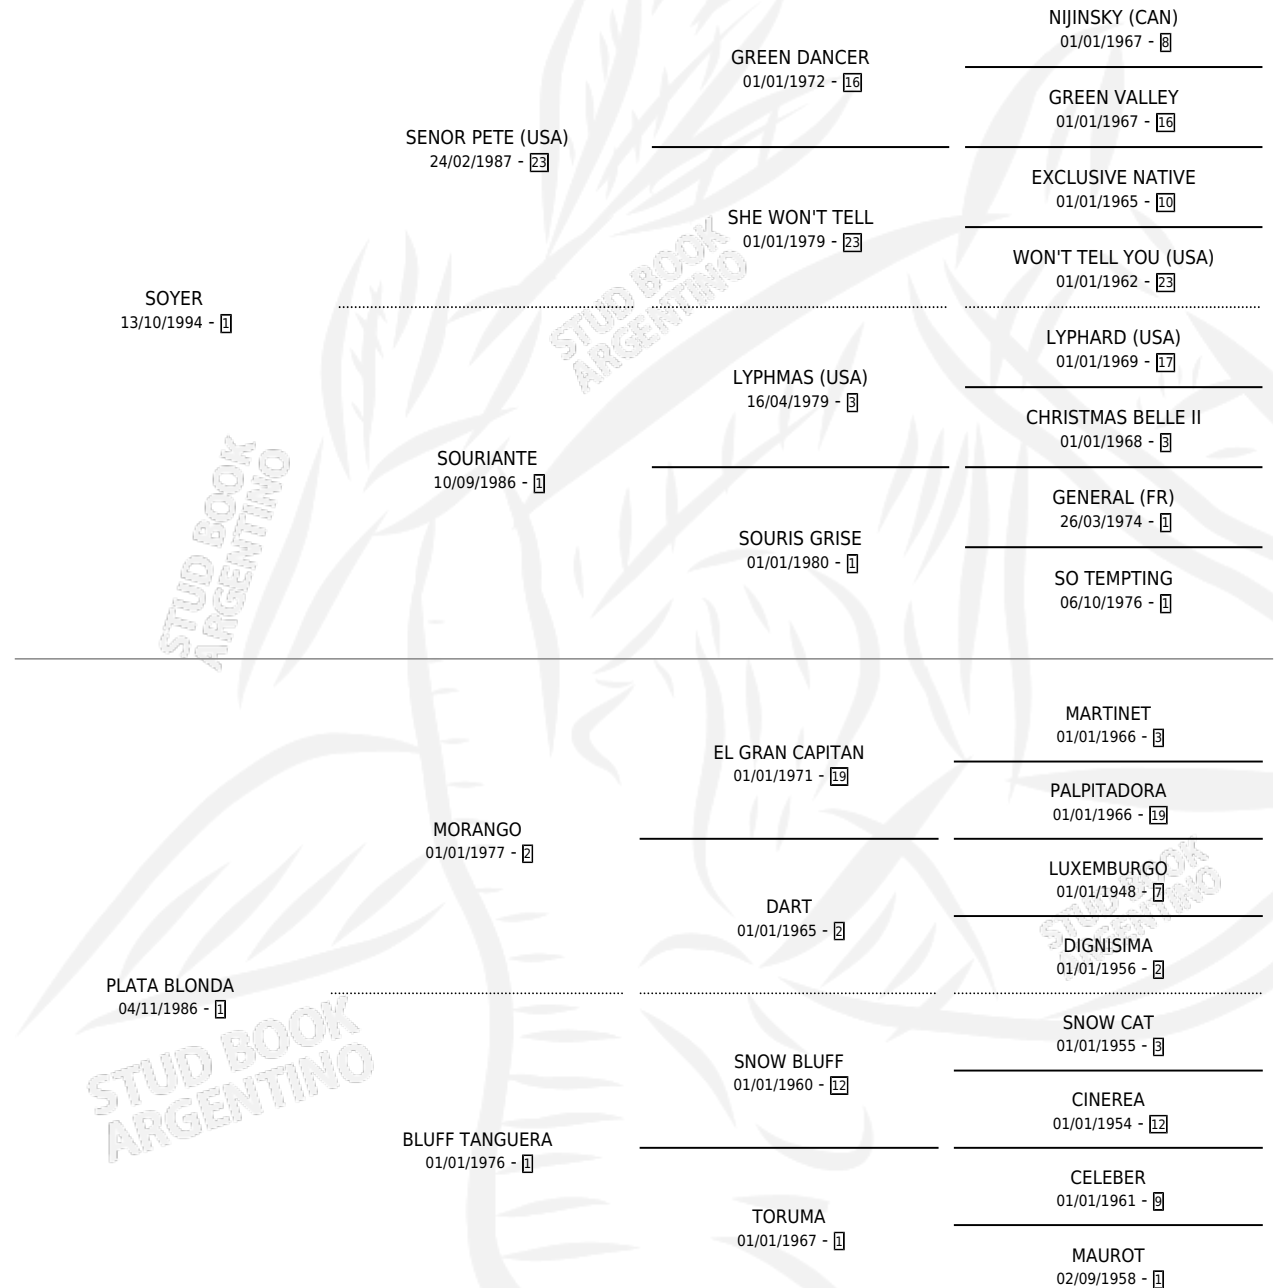 NIJINSKY (CAN)
01/01/1967 - 8
GREEN DANCER
01/01/1972 - 16
GREEN VALLEY
01/01/1967 - 16
SENOR PETE (USA)
24/02/1987 - 23
EXCLUSIVE NATIVE
01/01/1965 - 10
SHE WON'T TELL
01/01/1979 - 23
WON'T TELL YOU (USA)
01/01/1962 - 23
SOYER
13/10/1994 - 1
LYPHARD (USA)
01/01/1969 - 17
LYPHMAS (USA)
16/04/1979 - 3
CHRISTMAS BELLE II
01/01/1968 - 3
SOURIANTE
10/09/1986 - 1
GENERAL (FR)
26/03/1974 - 1
SOURIS GRISE
01/01/1980 - 1
SO TEMPTING
06/10/1976 - 1
STUD BOOK
ARGENTINO
STUD BOOK
ARGENTINO
MARTINET
01/01/1966 - 3
EL GRAN CAPITAN
01/01/1971 - 19
PALPITADORA
01/01/1966 - 19
MORANGO
01/01/1977 - 2
LUXEMBURGO
01/01/1948 - 7
DART
01/01/1965 - 2
DIGNISIMA
01/01/1956 - 2
STUD BOOK
ARGENTINO
PLATA BLONDA
04/11/1986 - 1
SNOW CAT
01/01/1955 - 3
SNOW BLUFF
01/01/1960 - 12
CINEREA
01/01/1954 - 12
STUD BOOK
ARGENTINO
BLUFF TANGUERA
01/01/1976 - 1
CELEBER
01/01/1961 - 9
TORUMA
01/01/1967 - 1
MAUROT
02/09/1958 - 1